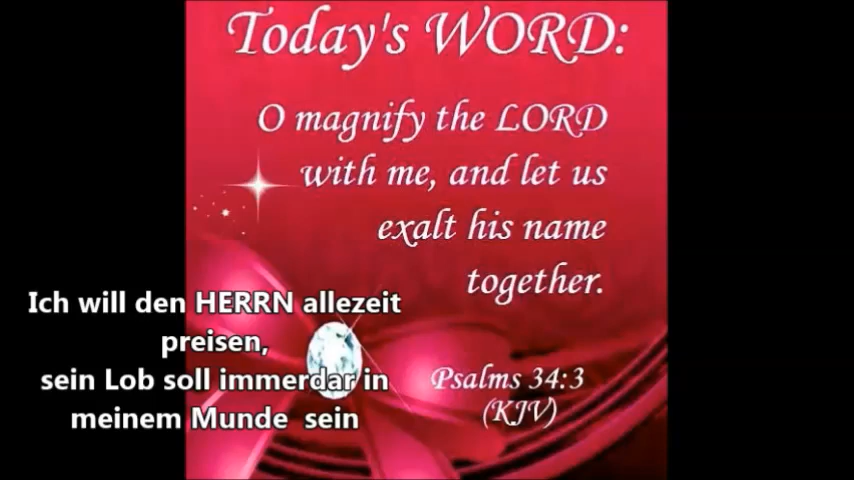 Today's WORD:
O magnify the LORD
with me, and let us
exalt his name
together.
Psalms 34:3
(KJV)
Ich will den HERRN allezeit
preisen,
sein Lob soll immerdar in
meinem Munde sein